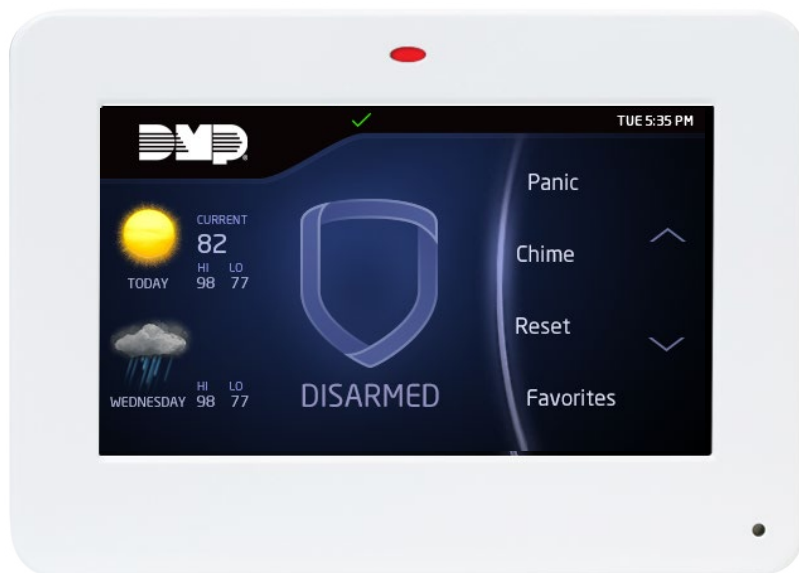 DMP
TUE 5:35 PM
CURRENT
82
HI LO
98 77
TODAY
HI LO
98 77
WEDNESDAY
DISARMED
Panic
Chime
Reset
Favorites